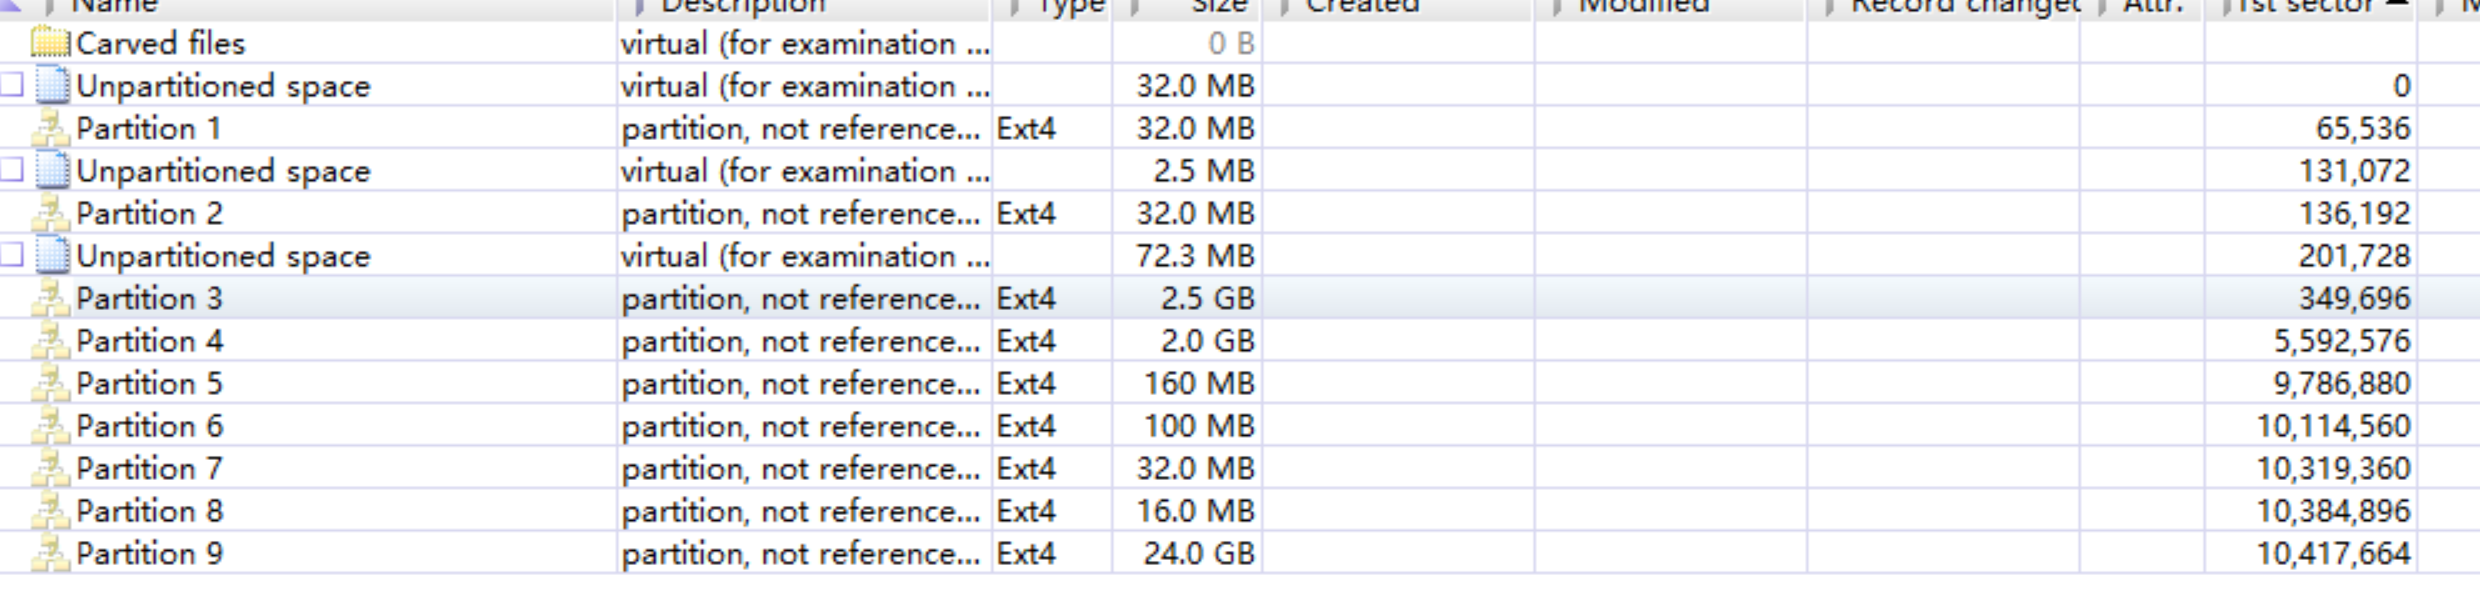 Name Description Type Size Created Modified Record changed Attr. 1st sector
Carved files virtual (for examination ... 0 B
Unpartitioned space virtual (for examination ... 32.0 MB 0
Partition 1 partition, not reference... Ext4 32.0 MB 65,536
Unpartitioned space virtual (for examination ... 2.5 MB 131,072
Partition 2 partition, not reference... Ext4 32.0 MB 136,192
Unpartitioned space virtual (for examination ... 72.3 MB 201,728
Partition 3 partition, not reference... Ext4 2.5 GB 349,696
Partition 4 partition, not reference... Ext4 2.0 GB 5,592,576
Partition 5 partition, not reference... Ext4 160 MB 9,786,880
Partition 6 partition, not reference... Ext4 100 MB 10,114,560
Partition 7 partition, not reference... Ext4 32.0 MB 10,319,360
Partition 8 partition, not reference... Ext4 16.0 MB 10,384,896
Partition 9 partition, not reference... Ext4 24.0 GB 10,417,664